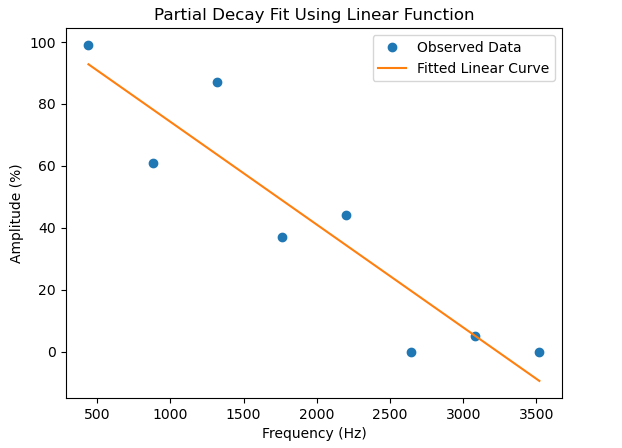 Partial Decay Fit Using Linear Function
Observed Data
Fitted Linear Curve
Amplitude (%)
100
80
60
40
20
0
500 1000 1500 2000 2500 3000 3500
Frequency (Hz)